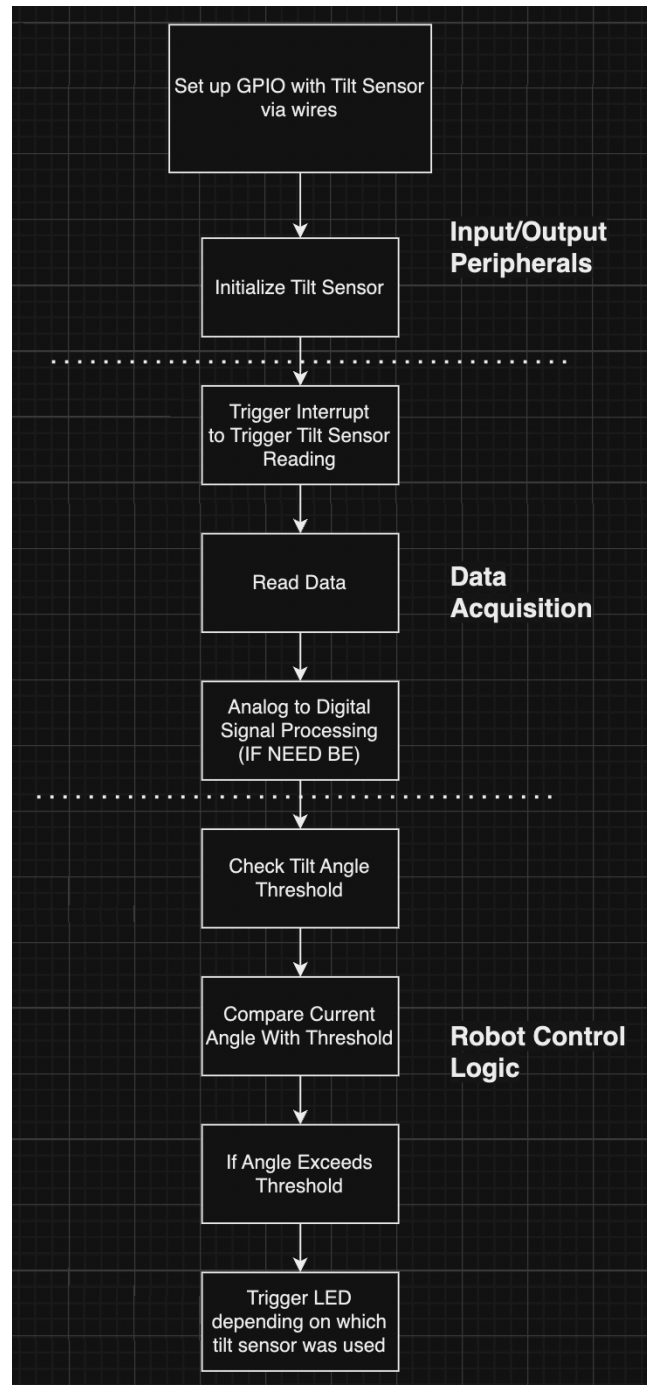 Set up GPIO with Tilt Sensor
via wires
Input/Output
Peripherals
Initialize Tilt Sensor
Trigger Interrupt
to Trigger Tilt Sensor
Reading
Read Data
Data
Acquisition
Analog to Digital
Signal Processing
(IF NEED BE)
Check Tilt Angle
Threshold
Compare Current
Angle With Threshold
Robot Control
Logic
If Angle Exceeds
Threshold
Trigger LED
depending on which
tilt sensor was used